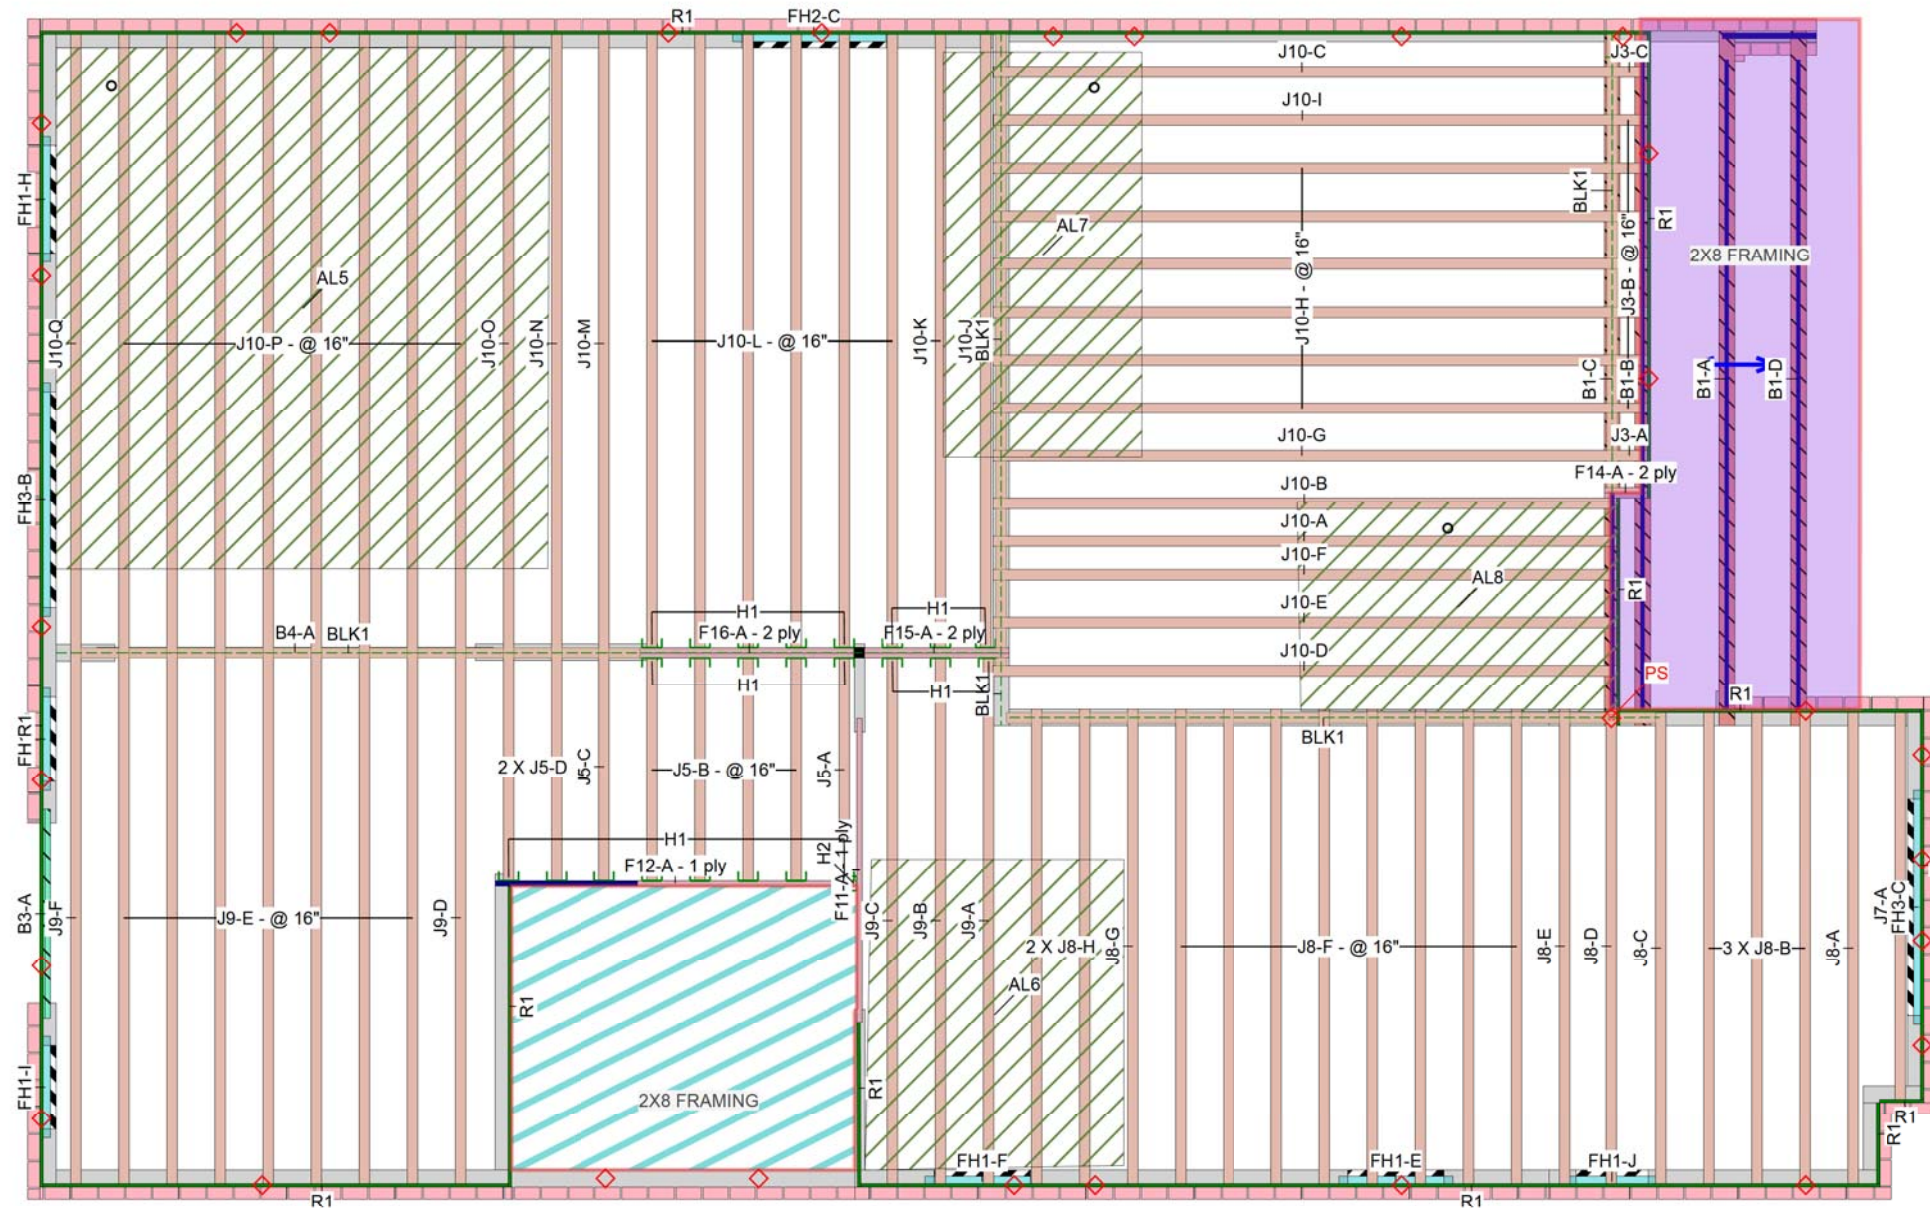 R1
FH2-C
J10-C
J3-C
J10-I
FH1-H
BLK1
R1
AL7
J3-B - @ 16"
2X8 FRAMING
AL5
J10-H - @ 16"
J10-Q
J10-P - @ 16"
J10-O
J10-N
J10-M
J10-L - @ 16"
J10-K
J10-J
BLK1
B1-C
B1-B
B1-A
B1-D
J10-G
J3-A
F14-A - 2 ply
FH3-B
J10-B
J10-A
J10-F
AL8
R1
J10-E
H1
H1
B4-A
BLK1
F16-A - 2 ply
F15-A - 2 ply
J10-D
PS
H1
H1
BLK1
R1
FH
R1
BLK1
2 X J5-D
J5-C
J5-B - @ 16"
J5-A
H1
H2
F12-A - 1 ply
F11-A - 1 ply
B3-A
J9-F
J9-E - @ 16"
J9-D
J9-C
J9-B
J9-A
2 X J8-H
J8-G
J8-F - @ 16"
J8-E
J8-D
J8-C
3 X J8-B
J8-A
J7-A
FH3-C
AL6
R1
FH1-I
2X8 FRAMING
R1
R1
R1
FH1-F
FH1-E
FH1-J
R1
R1